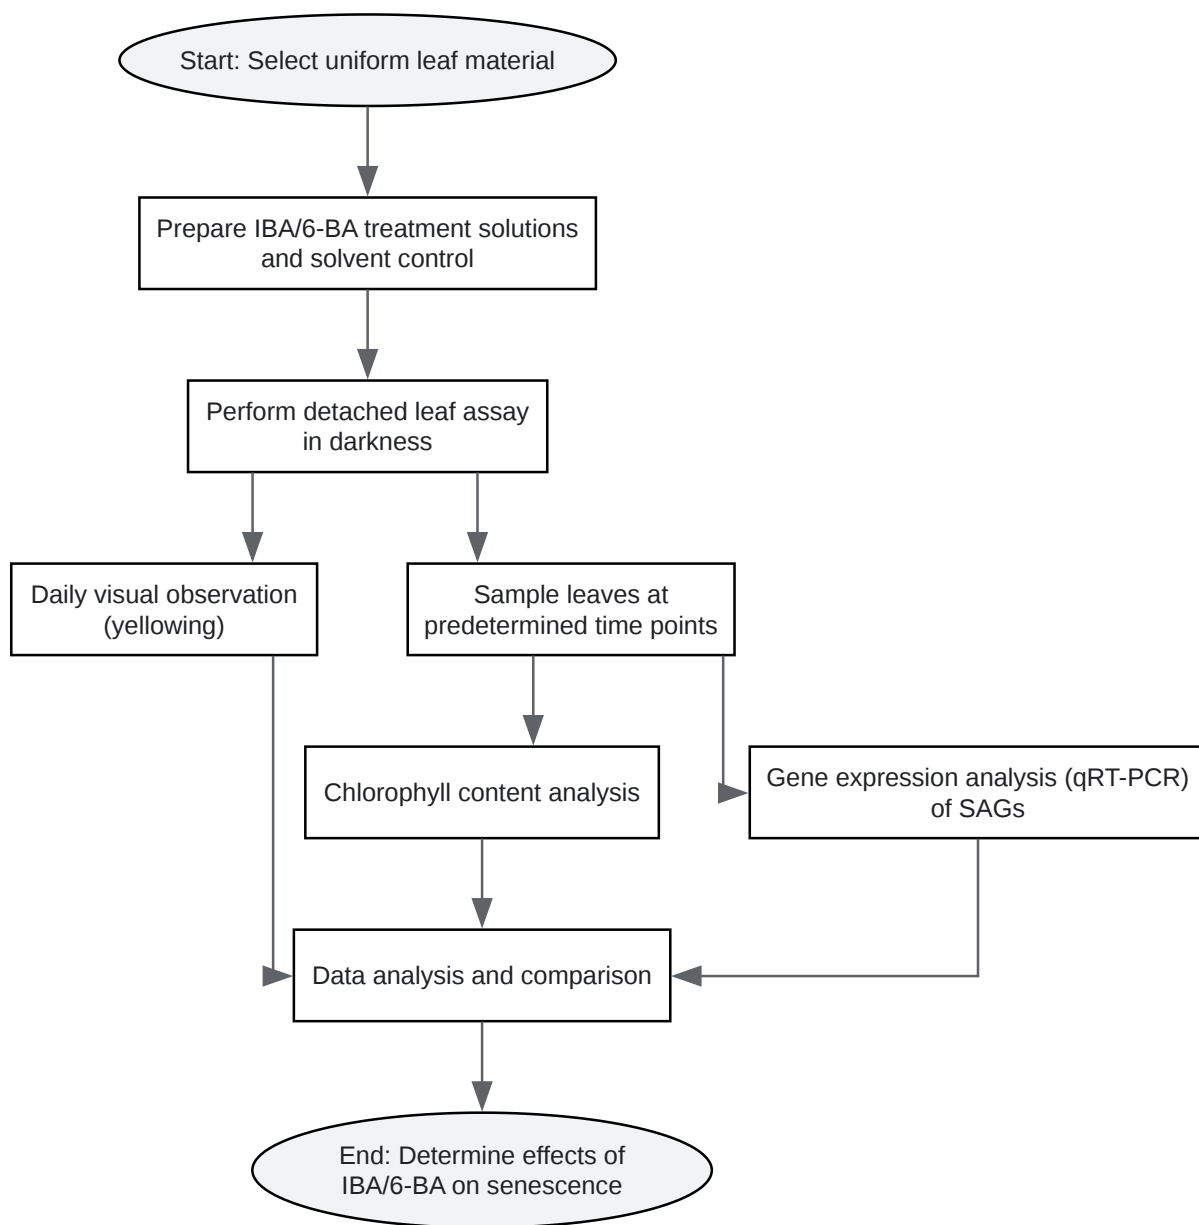 Start: Select uniform leaf material
Prepare IBA/6-BA treatment solutions
and solvent control
Perform detached leaf assay
in darkness
Daily visual observation
(yellowing)
Sample leaves at
predetermined time points
Chlorophyll content analysis
Gene expression analysis (qRT-PCR)
of SAGs
Data analysis and comparison
End: Determine effects of
IBA/6-BA on senescence